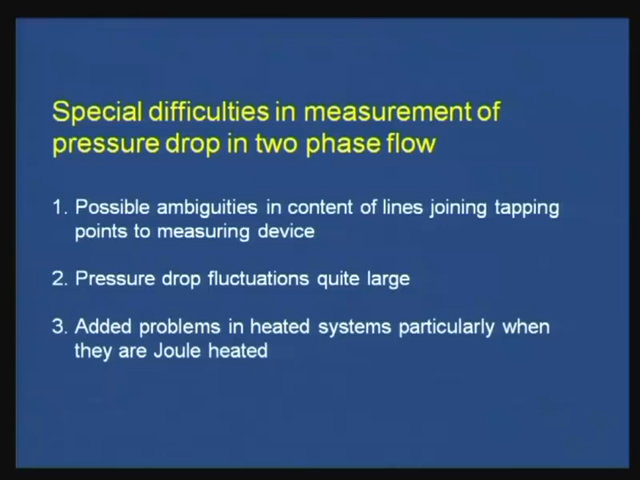 Special difficulties in measurement of
pressure drop in two phase flow
1. Possible ambiguities in content of lines joining tapping
points to measuring device
2. Pressure drop fluctuations quite large
3. Added problems in heated systems particularly when
they are Joule heated